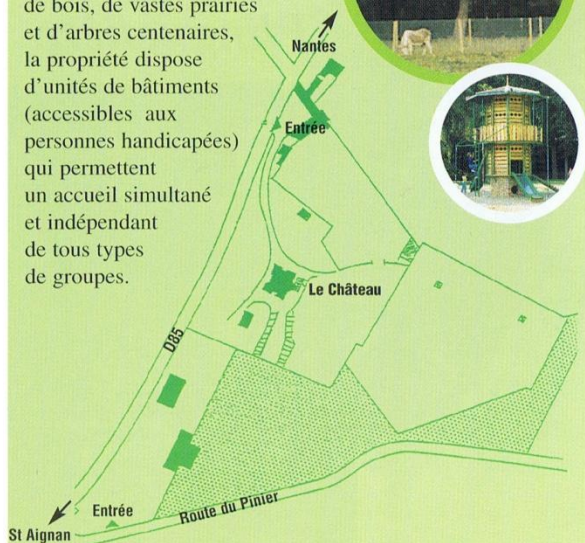 de bois, de vastes prairies
et d'arbres centenaires,
la propriété dispose
d'unités de bâtiments
(accessibles aux
personnes handicapées)
qui permettent
un accueil simultané
et indépendant
de tous types
de groupes.
Nantes
Entrée
Le Château
D85
Entrée
Route du Pinier
St Aignan